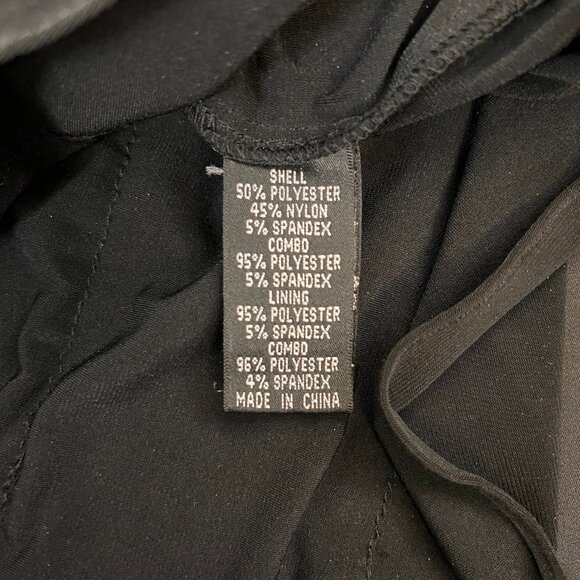 SHELL
50% POLYESTER
45% NYLON
5% SPANDEX
COMBO
95% POLYESTER
5% SPANDEX
LINING
95% POLYESTER
5% SPANDEX
COMBO
96% POLYESTER
4% SPANDEX
MADE IN CHINA